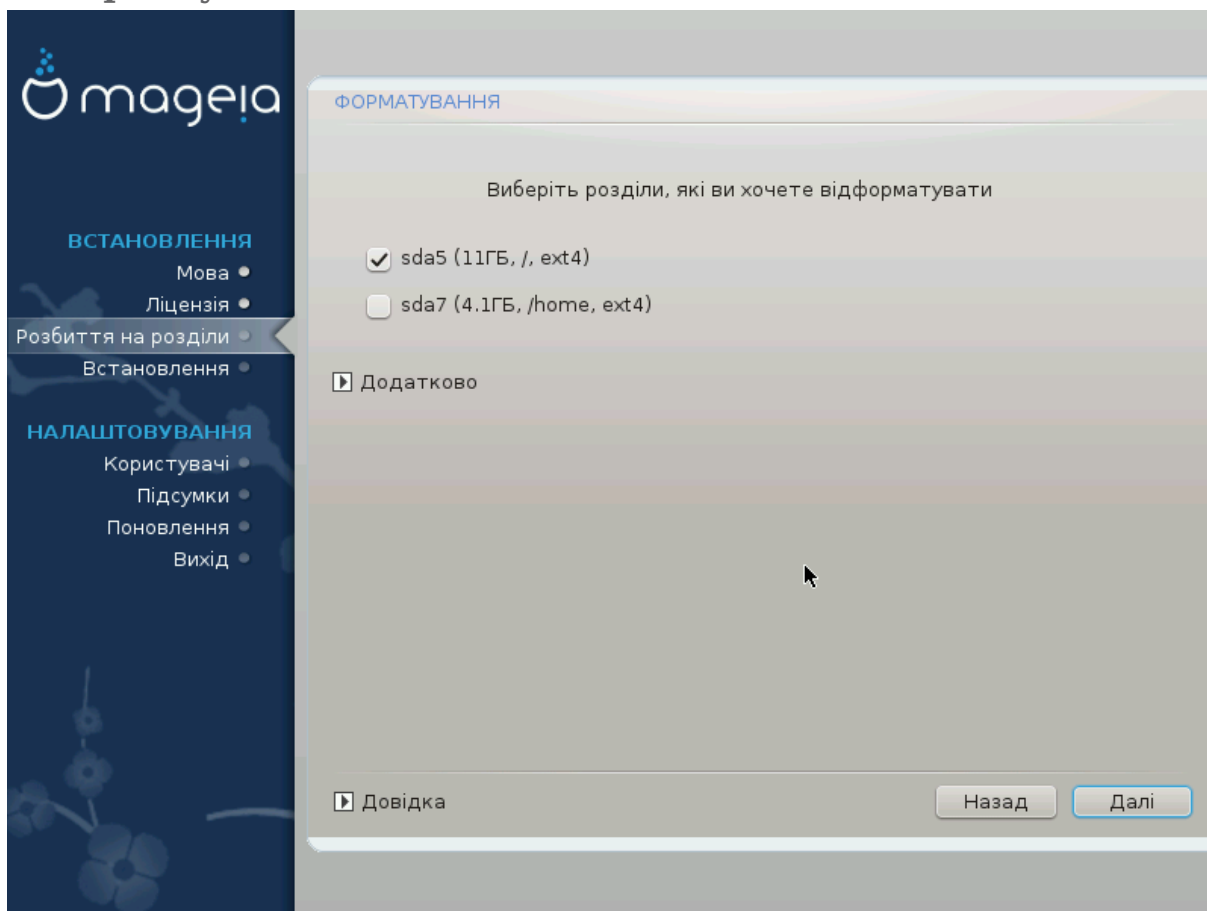 mageia
ВСТАНОВЛЕННЯ
Мова
Ліцензія
Розбиття на розділи
Встановлення
НАЛАШТОВУВАННЯ
Користувачі
Підсумки
Поновлення
Вихід
ФОРМАТУВАННЯ
Виберіть розділи, які ви хочете відформатувати
sda5 (11ГБ, /, ext4)
sda7 (4.1ГБ, /home, ext4)
Додатково
Довідка
Назад
Далі